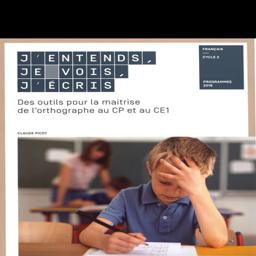 J'ENTENDS,
JE VOIS,
J'ÉCRIS
FRANÇAIS
CYCLE 2
PROGRAMMES
2016
Des outils pour la maitrise
de l'orthographe au CP et au CE1
CLAUDE PICOT